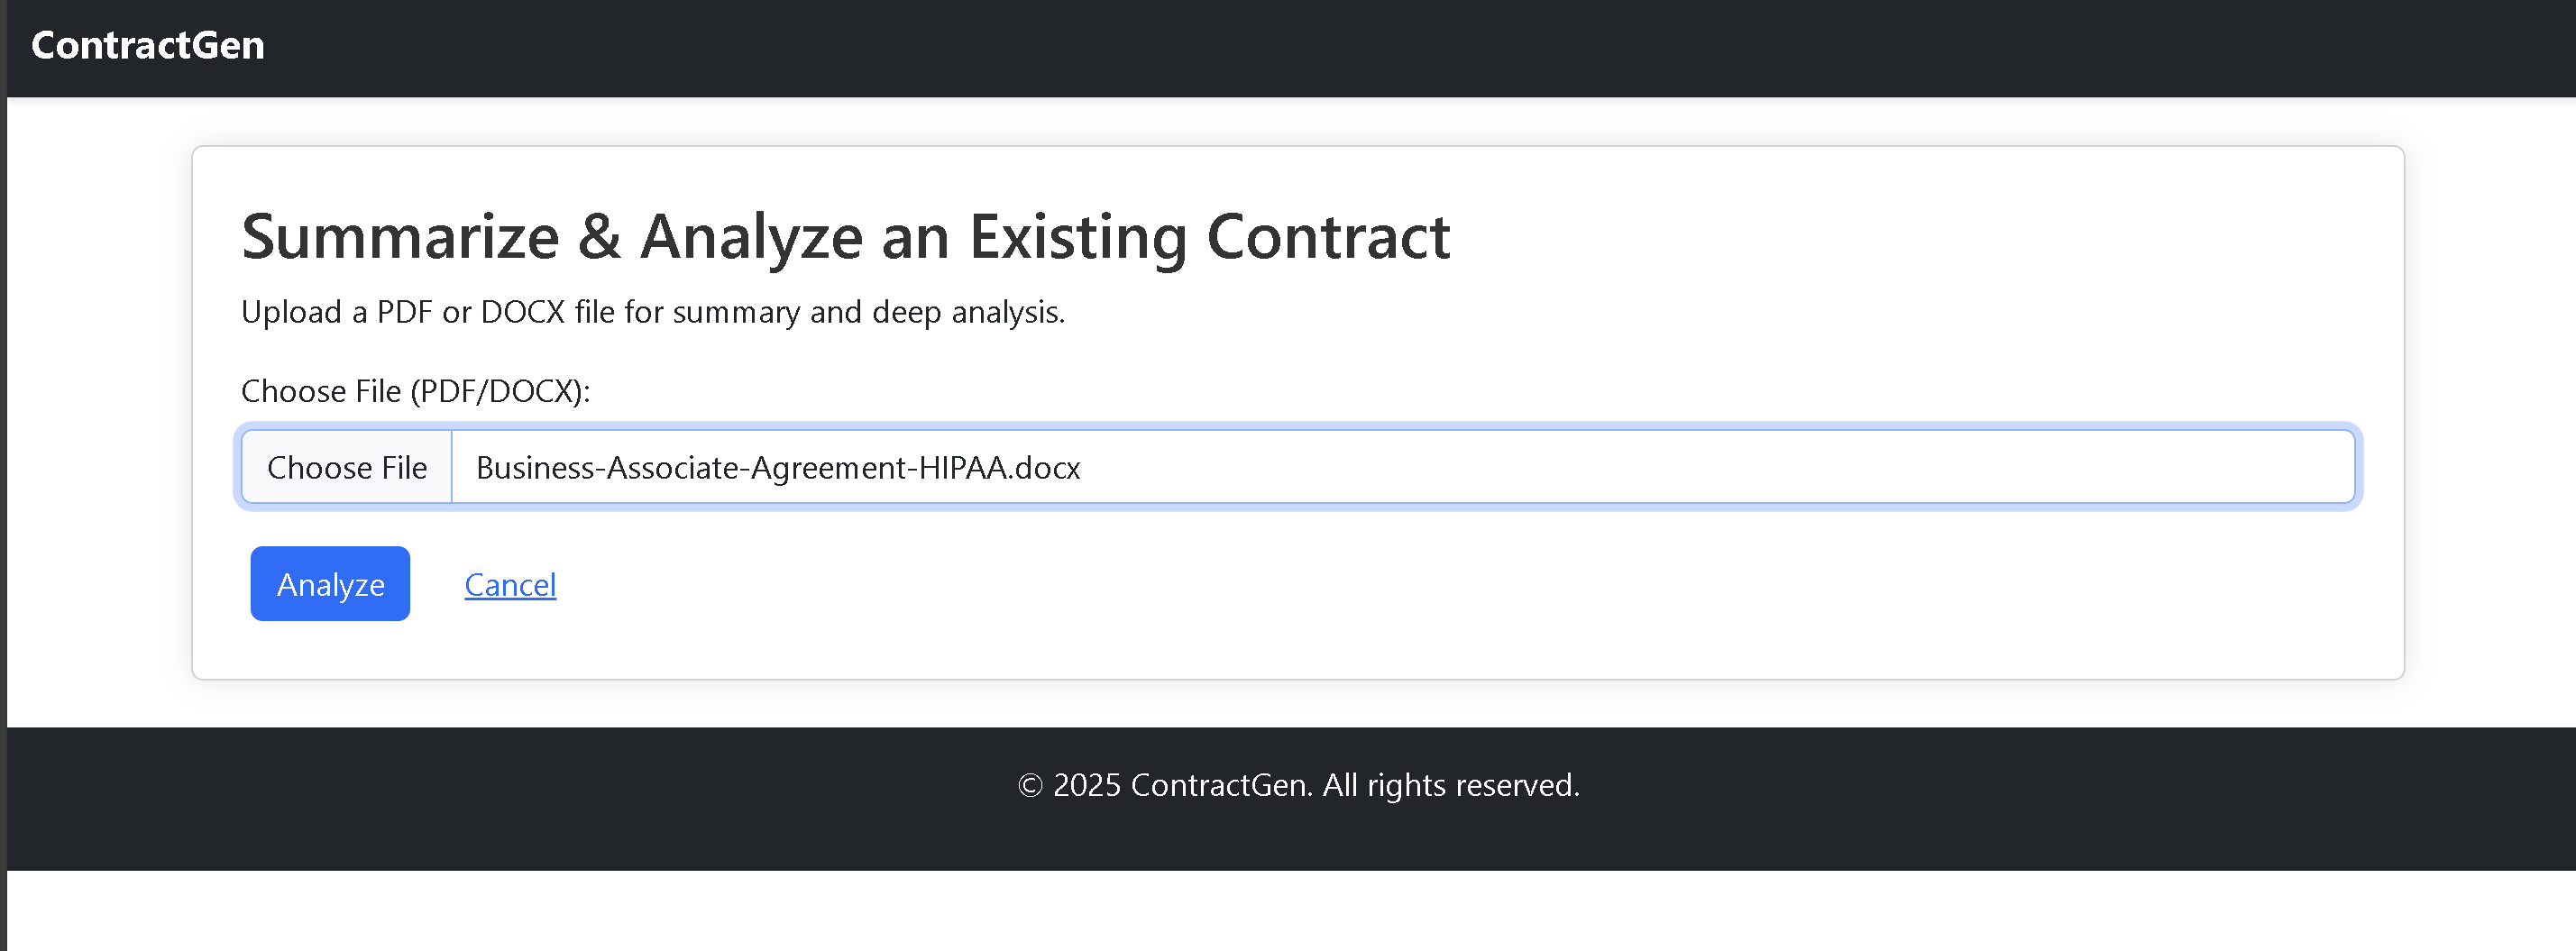 ContractGen
Summarize & Analyze an Existing Contract
Upload a PDF or DOCX file for summary and deep analysis.
Choose File (PDF/DOCX):
Choose File Business-Associate-Agreement-HIPAA.docx
Analyze Cancel
© 2025 ContractGen. All rights reserved.